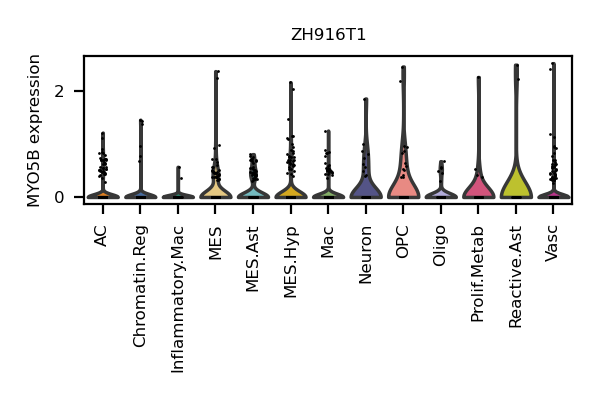 ZH916T1
MYO5B expression
2
0
AC
Chromatin.Reg
Inflammatory.Mac
MES
MES.Ast
MES.Hyp
Mac
Neuron
OPC
Oligo
Prolif.Metab
Reactive.Ast
Vasc